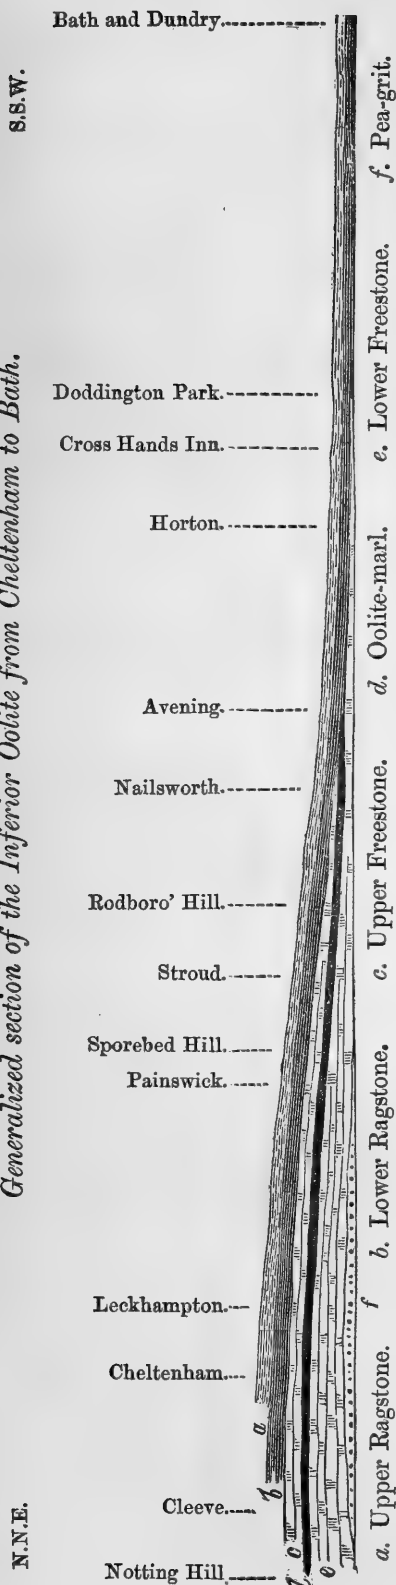 Generalized section of the Inferior Oolite from Cheltenham to Bath.
N.N.E.
S.S.W.
Notting Hill
Cleeve.
Cheltenham.
Leckhampton.
Painswick.
Sporebed Hill.
Stroud.
Rodboro' Hill.
Nailsworth.
Avening.
Horton.
Cross Hands Inn.
Doddington Park.
Bath and Dundry.
a
b
c
e
f
a. Upper Ragstone.
b. Lower Ragstone.
c. Upper Freestone.
d. Oolite-marl.
e. Lower Freestone.
f. Pea-grit.